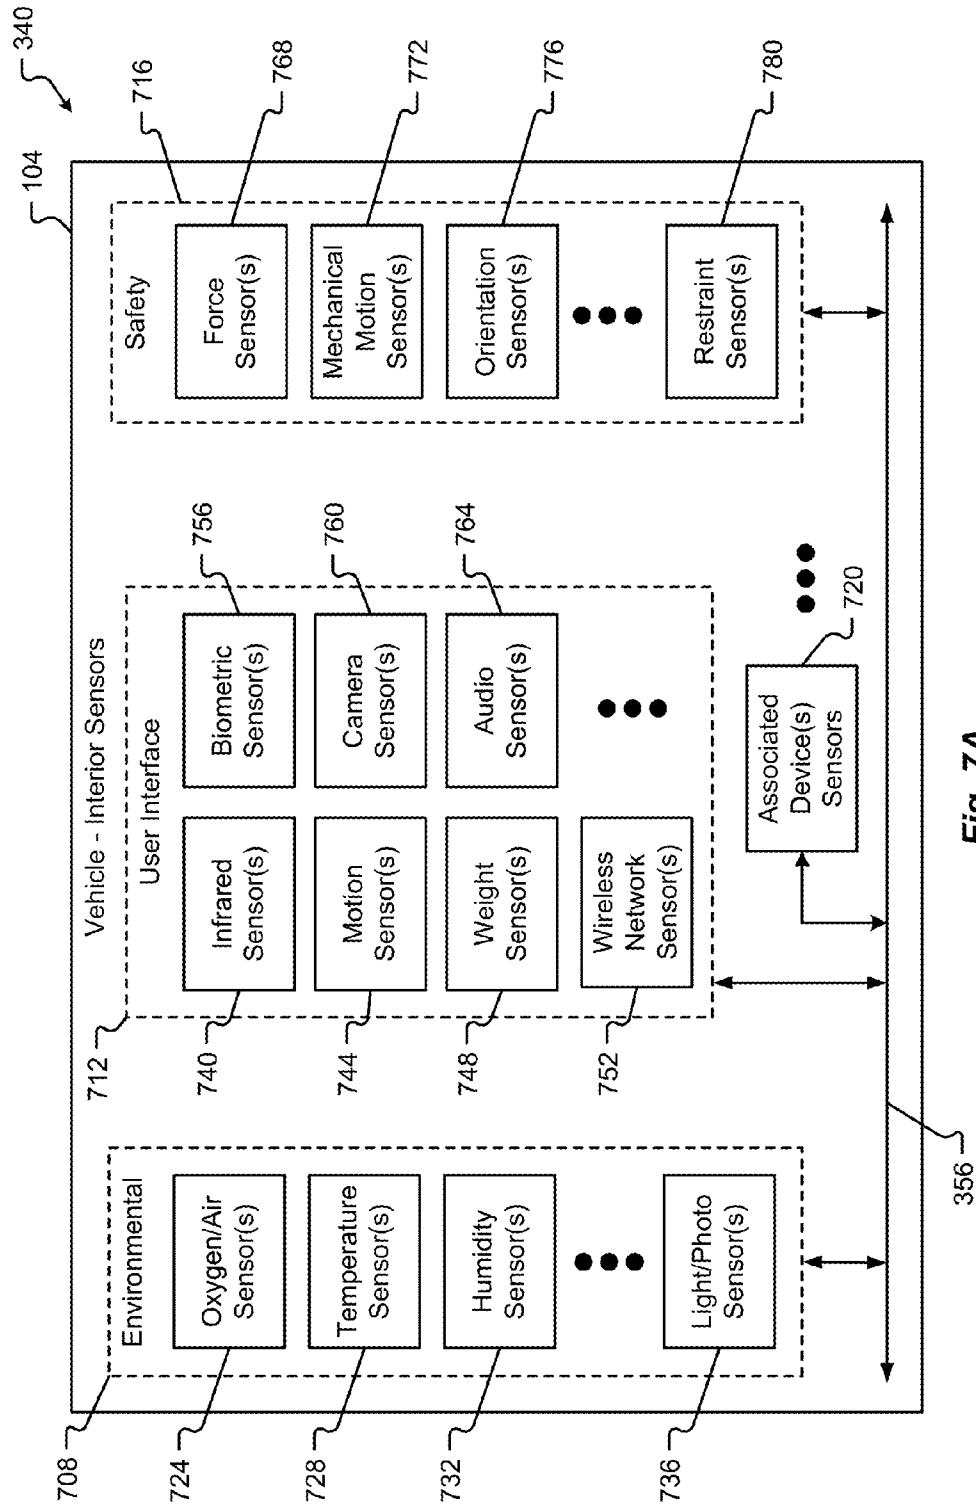 340
104
Vehicle - Interior Sensors
708
Environmental
724
Oxygen/Air
Sensor(s)
728
Temperature
Sensor(s)
732
Humidity
Sensor(s)
736
Light/Photo
Sensor(s)
712
User Interface
740
Infrared
Sensor(s)
756
Biometric
Sensor(s)
744
Motion
Sensor(s)
760
Camera
Sensor(s)
748
Weight
Sensor(s)
764
Audio
Sensor(s)
752
Wireless
Network
Sensor(s)
716
Safety
768
Force
Sensor(s)
772
Mechanical
Motion
Sensor(s)
776
Orientation
Sensor(s)
780
Restraint
Sensor(s)
720
Associated
Device(s)
Sensors
356
Fig. 7A